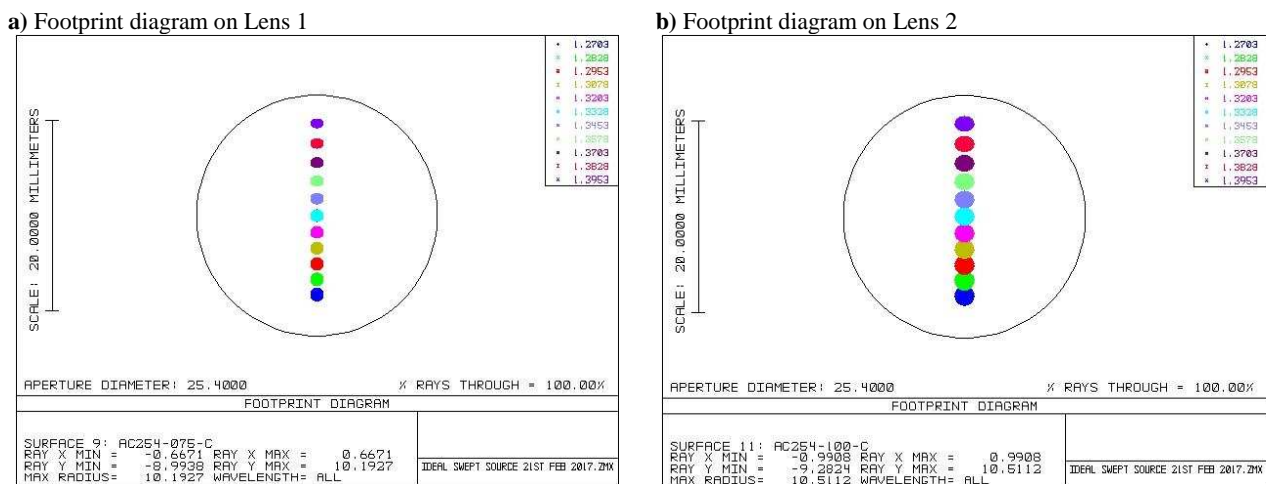 a) Footprint diagram on Lens 1
1.2703
1.2828
1.2953
1.3078
1.3203
1.3328
1.3453
1.3578
1.3703
1.3828
1.3953
SCALE: 20.0000 MILLIMETERS
APERTURE DIAMETER: 25.4000 % RAYS THROUGH = 100.00%
FOOTPRINT DIAGRAM
SURFACE 9: AC254-075-C
RAY X MIN = -0.6671 RAY X MAX = 0.6671
RAY Y MIN = -8.9938 RAY Y MAX = 10.1927
MAX RADIUS= 10.1927 WAVELENGTH= ALL
IDEAL SWEPT SOURCE 21ST FEB 2017.ZMX
b) Footprint diagram on Lens 2
1.2703
1.2828
1.2953
1.3078
1.3203
1.3328
1.3453
1.3578
1.3703
1.3828
1.3953
SCALE: 20.0000 MILLIMETERS
APERTURE DIAMETER: 25.4000 % RAYS THROUGH = 100.00%
FOOTPRINT DIAGRAM
SURFACE 11: AC254-100-C
RAY X MIN = -0.9908 RAY X MAX = 0.9908
RAY Y MIN = -9.2824 RAY Y MAX = 10.5112
MAX RADIUS= 10.5112 WAVELENGTH= ALL
IDEAL SWEPT SOURCE 21ST FEB 2017.ZMX